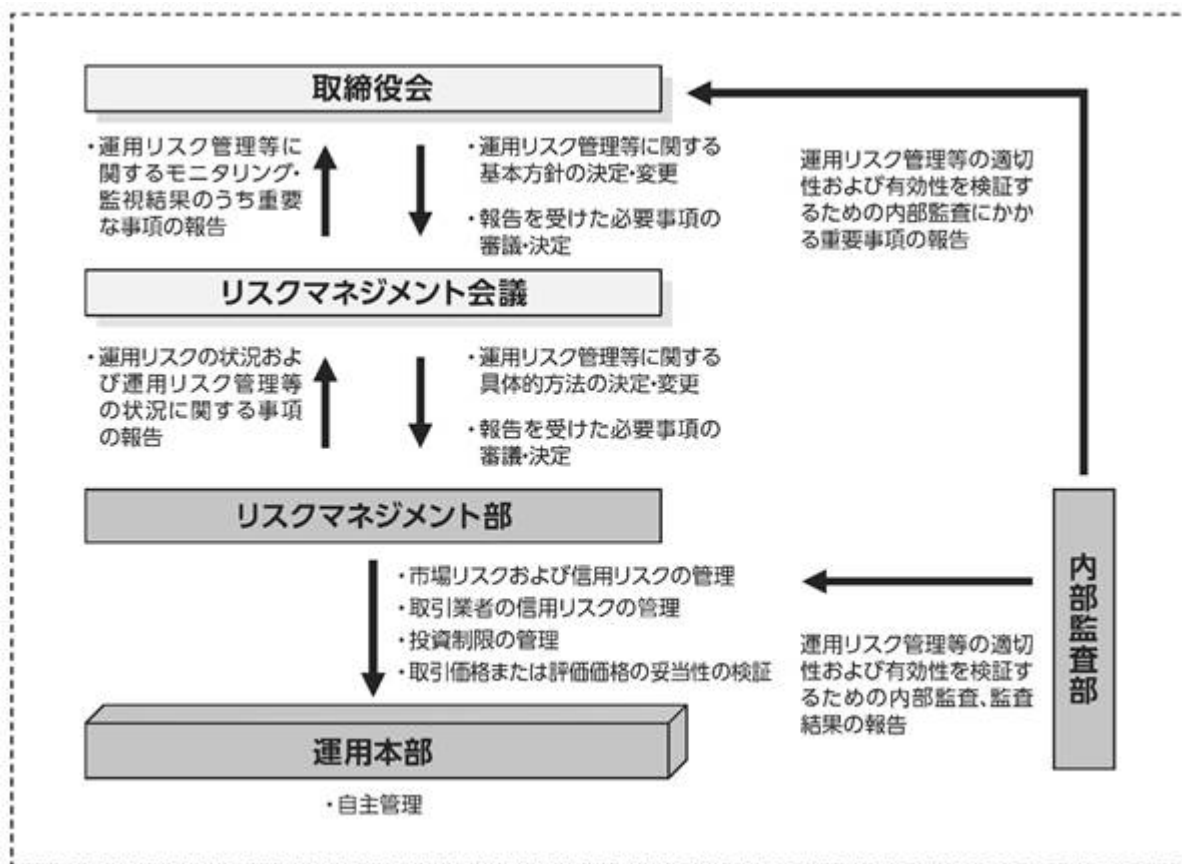 取締役会
・運用リスク管理等に
関するモニタリング・
監視結果のうち重要
な事項の報告
・運用リスク管理等に関する
基本方針の決定・変更
・報告を受けた必要事項の
審議・決定
運用リスク管理等の適切
性および有効性を検証す
るための内部監査にかか
る重要事項の報告
リスクマネジメント会議
・運用リスクの状況およ
び運用リスク管理等
の状況に関する事項
の報告
・運用リスク管理等に関する
具体的方法の決定・変更
・報告を受けた必要事項の
審議・決定
リスクマネジメント部
・市場リスクおよび信用リスクの管理
・取引業者の信用リスクの管理
・投資制限の管理
・取引価格または評価価格の妥当性の検証
運用リスク管理等の適切
性および有効性を検証す
るための内部監査、監査
結果の報告
内部監査部
運用本部
・自主管理